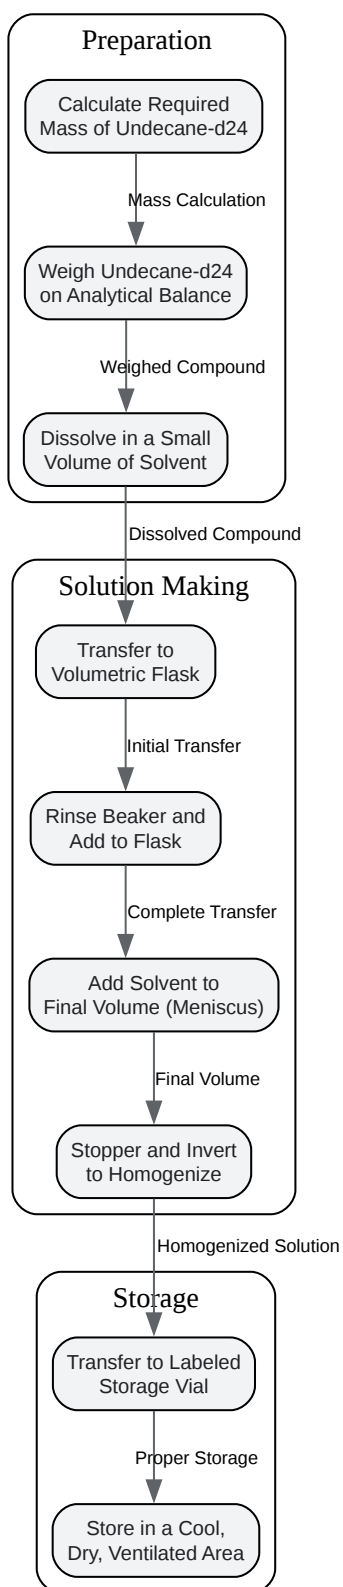 Preparation
Calculate Required
Mass of Undecane-d24
Mass Calculation
Weigh Undecane-d24
on Analytical Balance
Weighed Compound
Dissolve in a Small
Volume of Solvent
Dissolved Compound
Solution Making
Transfer to
Volumetric Flask
Initial Transfer
Rinse Beaker and
Add to Flask
Complete Transfer
Add Solvent to
Final Volume (Meniscus)
Final Volume
Stopper and Invert
to Homogenize
Homogenized Solution
Storage
Transfer to Labeled
Storage Vial
Proper Storage
Store in a Cool,
Dry, Ventilated Area